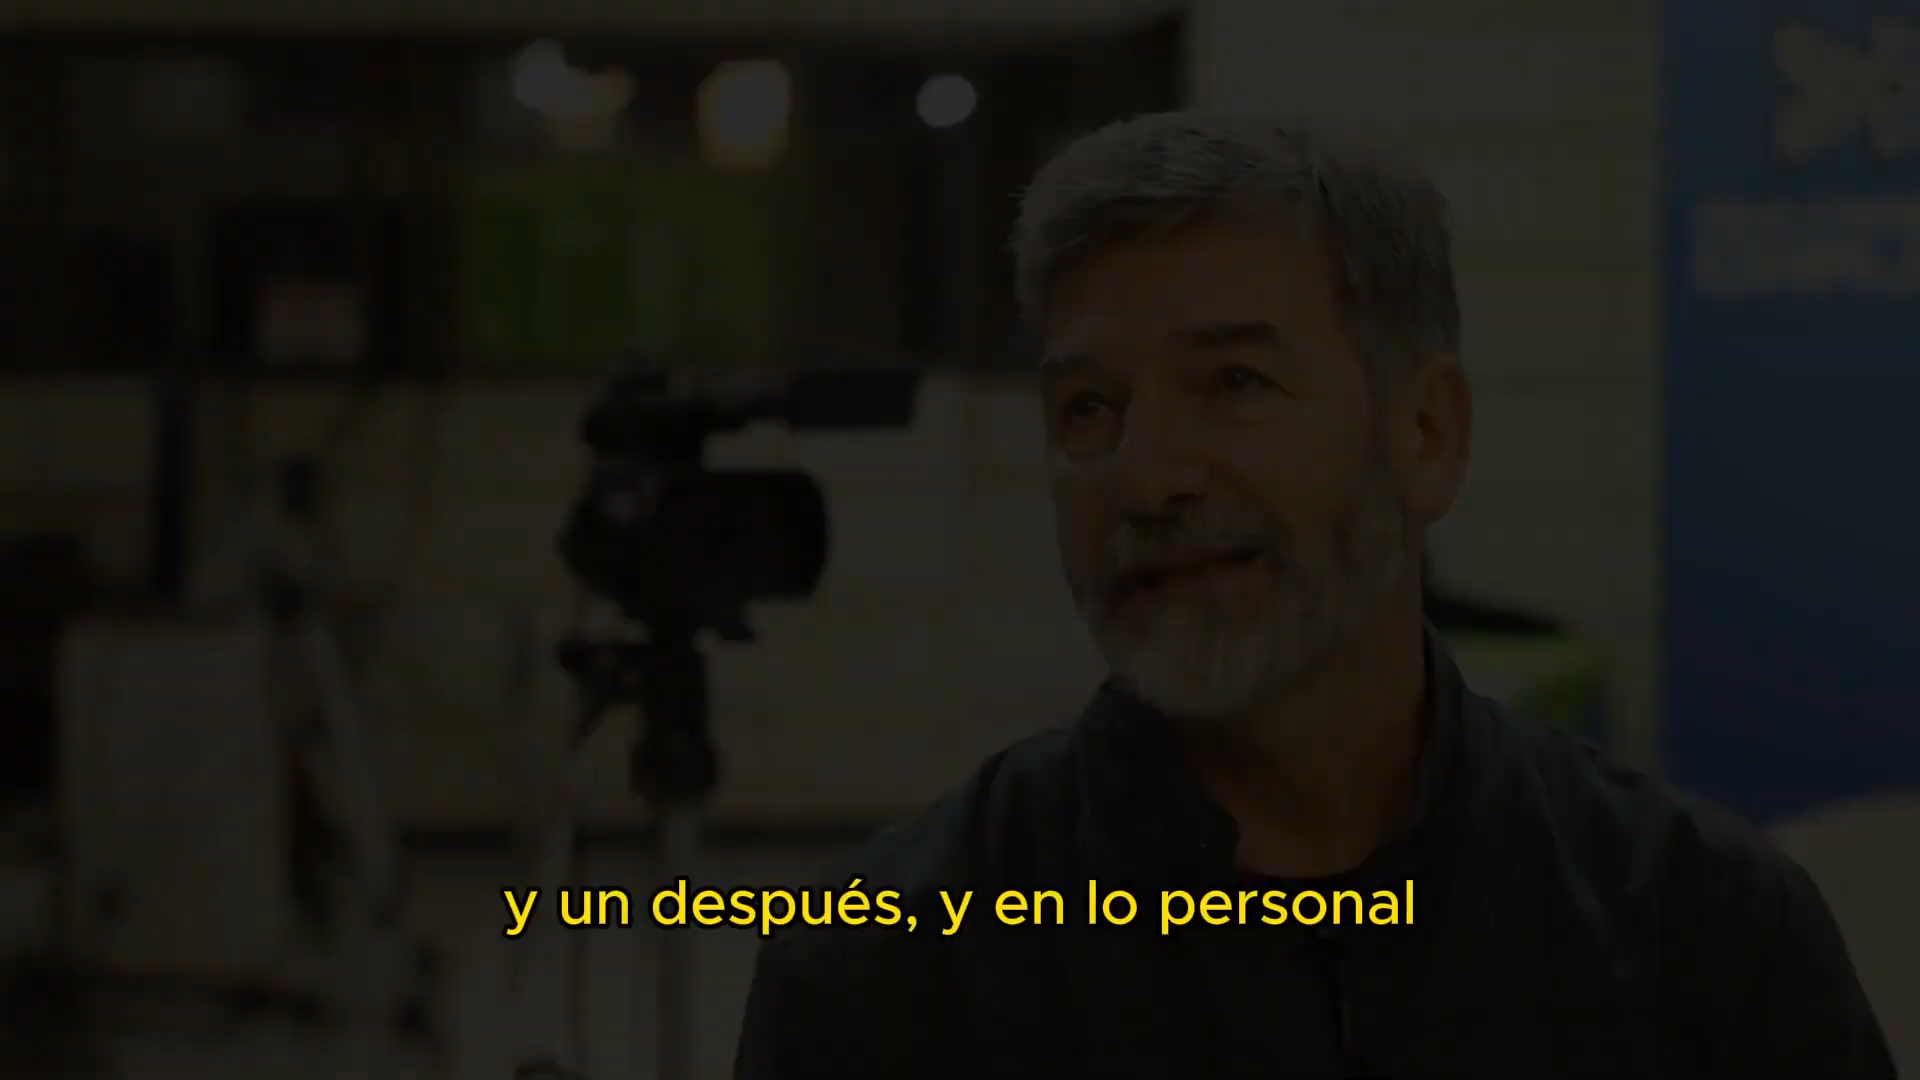 y un después, y en lo personal